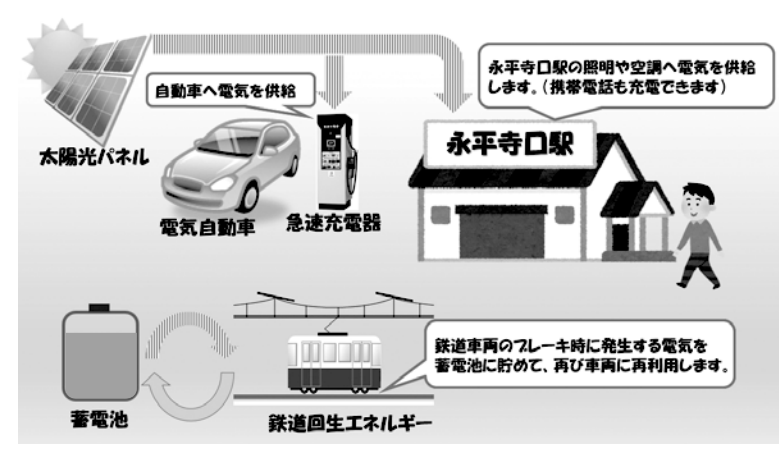 永平寺口駅の照明や空調へ電気を供給
します。(携帯電話も充電できます)
自動車へ電気を供給
永平寺口駅
太陽光パネル
電気自動車
急速充電器
鉄道車両のブレーキ時に発生する電気を
蓄電池に貯めて、再び車両に再利用します。
蓄電池
鉄道回生エネルギー